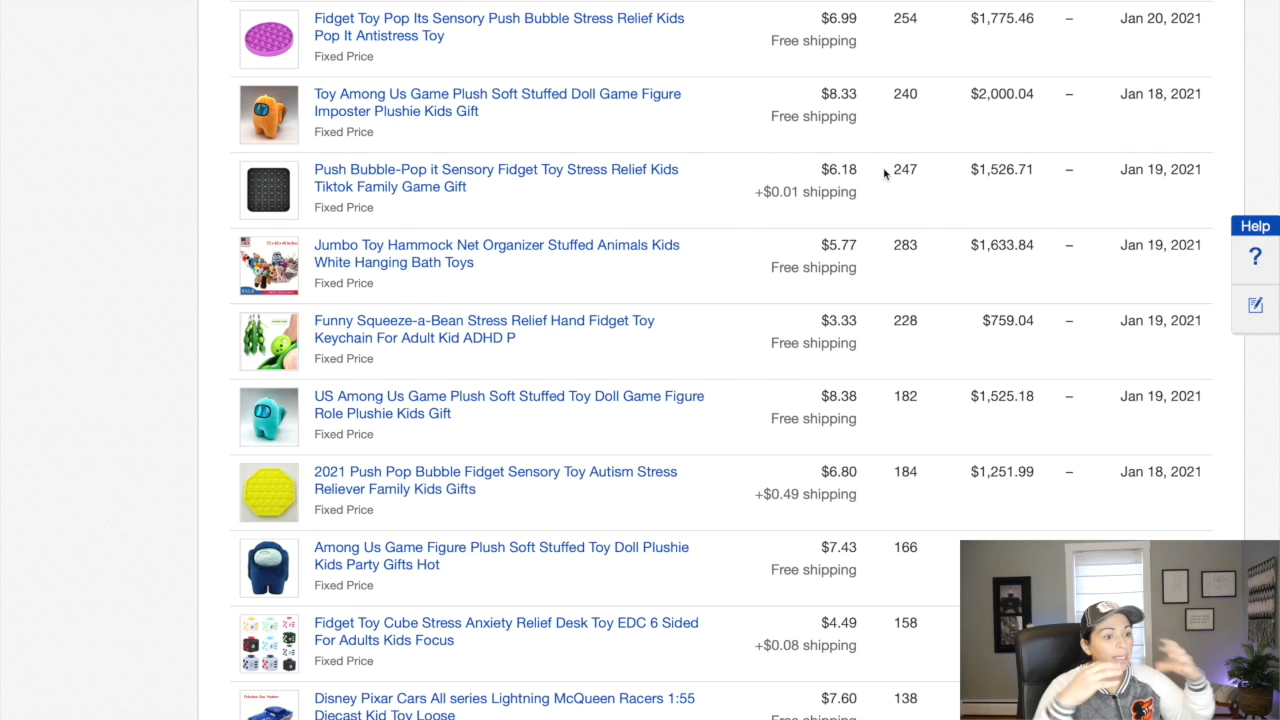 Fidget Toy Pop Its Sensory Push Bubble Stress Relief Kids $6.99 254 $1,775.46 – Jan 20, 2021
Pop It Antistress Toy Free shipping
Fixed Price
Toy Among Us Game Plush Soft Stuffed Doll Game Figure $8.33 240 $2,000.04 – Jan 18, 2021
Imposter Plushie Kids Gift Free shipping
Fixed Price
Push Bubble-Pop it Sensory Fidget Toy Stress Relief Kids $6.18 247 $1,526.71 – Jan 19, 2021
Tiktok Family Game Gift +$0.01 shipping
Fixed Price
Help
?
Jumbo Toy Hammock Net Organizer Stuffed Animals Kids $5.77 283 $1,633.84 – Jan 19, 2021
White Hanging Bath Toys Free shipping
Fixed Price
Funny Squeeze-a-Bean Stress Relief Hand Fidget Toy $3.33 228 $759.04 – Jan 19, 2021
Keychain For Adult Kid ADHD P Free shipping
Fixed Price
US Among Us Game Plush Soft Stuffed Toy Doll Game Figure $8.38 182 $1,525.18 – Jan 19, 2021
Role Plushie Kids Gift Free shipping
Fixed Price
2021 Push Pop Bubble Fidget Sensory Toy Autism Stress $6.80 184 $1,251.99 – Jan 18, 2021
Reliever Family Kids Gifts +$0.49 shipping
Fixed Price
Among Us Game Figure Plush Soft Stuffed Toy Doll Plushie $7.43 166
Kids Party Gifts Hot Free shipping
Fixed Price
Fidget Toy Cube Stress Anxiety Relief Desk Toy EDC 6 Sided $4.49 158
For Adults Kids Focus +$0.08 shipping
Fixed Price
Disney Pixar Cars All series Lightning McQueen Racers 1:55 $7.60 138
Diecast Kid Toy Loose Free shipping